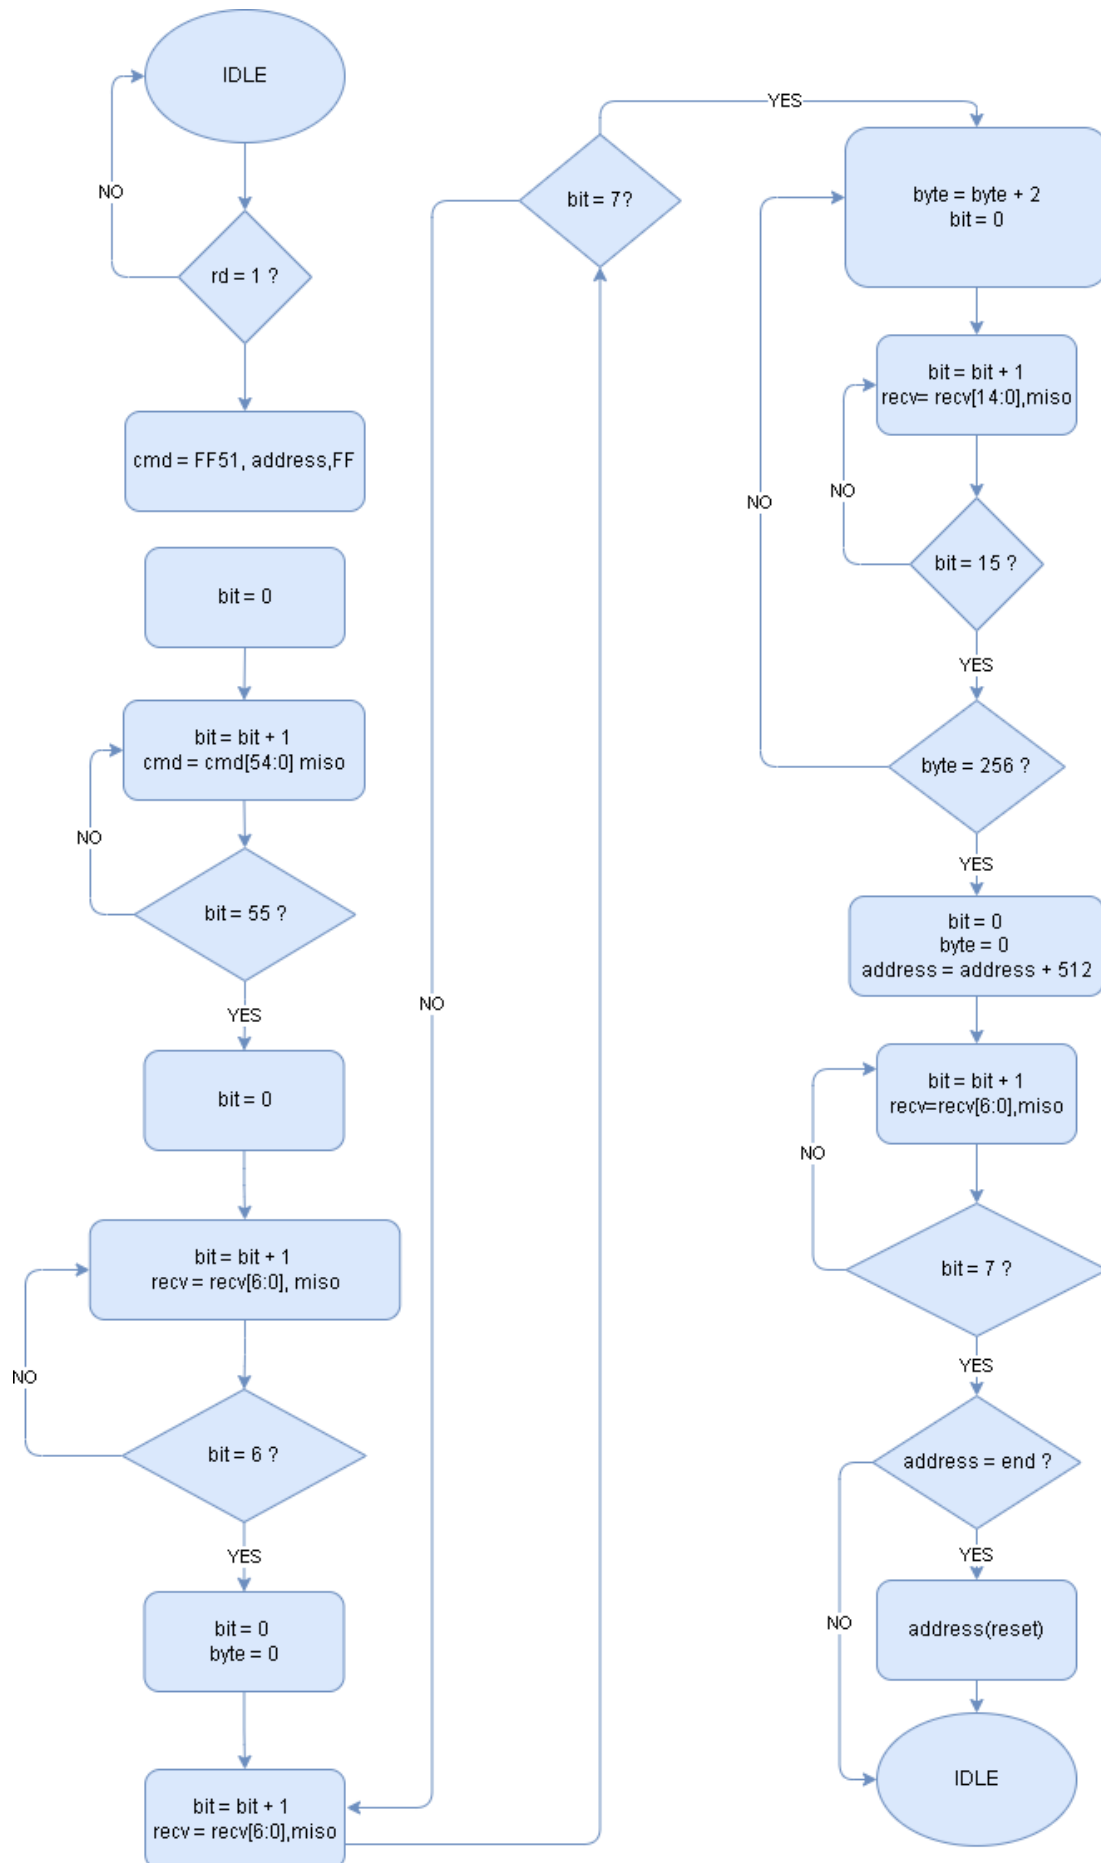 IDLE
NO
rd = 1 ?
cmd = FF51, address,FF
bit = 0
bit = bit + 1
cmd = cmd[54:0] miso
NO
bit = 55 ?
YES
bit = 0
bit = bit + 1
recv = recv[6:0], miso
NO
bit = 6 ?
YES
bit = 0
byte = 0
bit = bit + 1
recv = recv[6:0],miso
NO
bit = 7?
YES
byte = byte + 2
bit = 0
bit = bit + 1
recv= recv[14:0],miso
NO
NO
bit = 15 ?
YES
byte = 256 ?
YES
bit = 0
byte = 0
address = address + 512
bit = bit + 1
recv=recv[6:0],miso
NO
bit = 7 ?
YES
address = end ?
YES
NO
address(reset)
IDLE